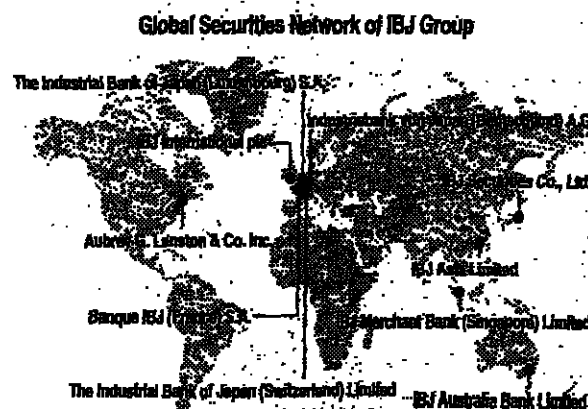 Global Securities Network of IBJ Group
The Industrial Bank of Japan (Luxembourg) S.A.
IBJ International plc
Co., Ltd
Aubrey G. Lanston & Co. Inc.
IBJ Asia Limited
Banque IBJ (France) S.A.
IBJ Merchant Bank (Singapore) Limited
The Industrial Bank of Japan (Switzerland) Limited
IBJ Australia Bank Limited